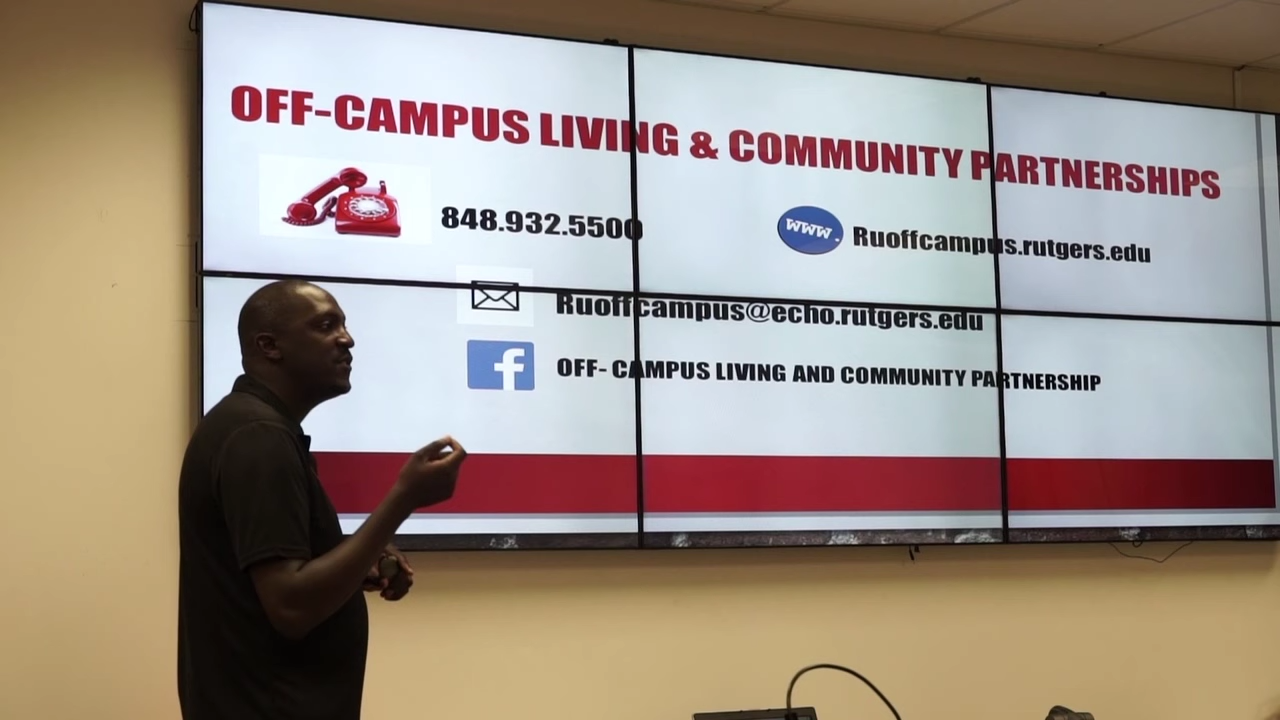 OFF-CAMPUS LIVING & COMMUNITY PARTNERSHIPS
848.932.5500
www.
Ruoffcampus.rutgers.edu
Ruoffcampus@echo.rutgers.edu
f
OFF- CAMPUS LIVING AND COMMUNITY PARTNERSHIP